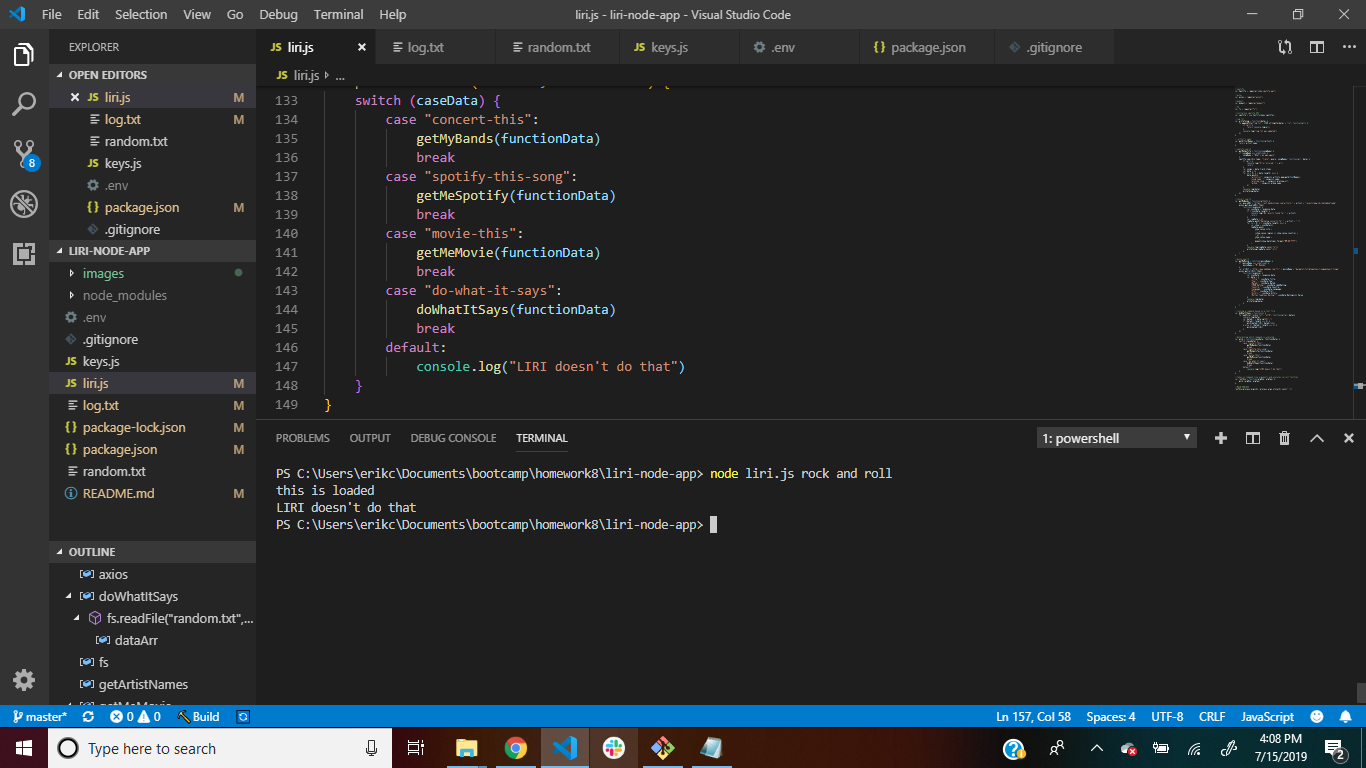 File Edit Selection View Go Debug Terminal Help liri.js - liri-node-app - Visual Studio Code
EXPLORER
OPEN EDITORS
JS liri.js M
log.txt M
random.txt
JS keys.js
.env
{} package.json M
.gitignore
LIRI-NODE-APP
images
node_modules
.env
.gitignore
JS keys.js
JS liri.js M
log.txt M
{} package-lock.json M
{} package.json M
random.txt
README.md M
OUTLINE
axios
doWhatItSays
fs.readFile("random.txt",...
dataArr
fs
getArtistNames
8
JS liri.js log.txt random.txt JS keys.js .env {} package.json .gitignore
JS liri.js ...
133 switch (caseData) {
134 case "concert-this":
135 getMyBands(functionData)
136 break
137 case "spotify-this-song":
138 getMeSpotify(functionData)
139 break
140 case "movie-this":
141 getMeMovie(functionData)
142 break
143 case "do-what-it-says":
144 doWhatItSays(functionData)
145 break
146 default:
147 console.log("LIRI doesn't do that")
148 }
149 }
PROBLEMS OUTPUT DEBUG CONSOLE TERMINAL 1: powershell
PS C:\Users\erikc\Documents\bootcamp\homework8\liri-node-app> node liri.js rock and roll
this is loaded
LIRI doesn't do that
PS C:\Users\erikc\Documents\bootcamp\homework8\liri-node-app>
master* 0 0 Build Ln 157, Col 58 Spaces: 4 UTF-8 CRLF JavaScript
Type here to search
4:08 PM
7/15/2019
2